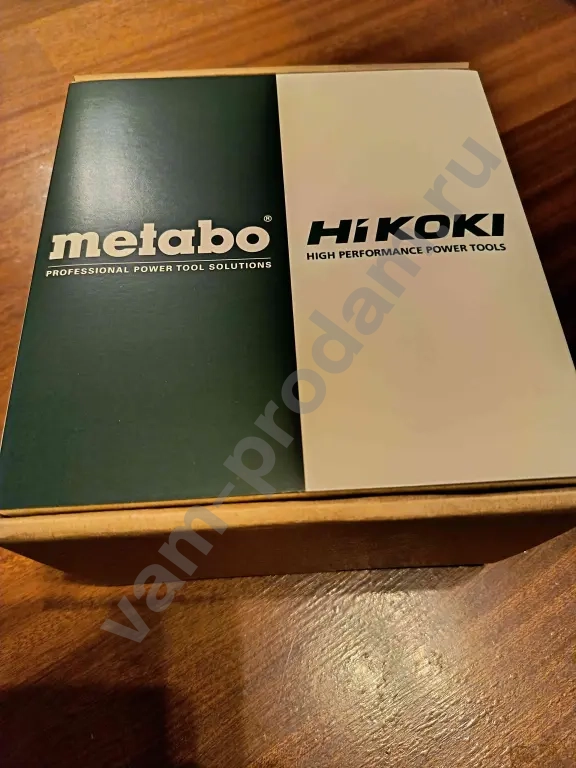 metabo®
PROFESSIONAL POWER TOOL SOLUTIONS
HiKOKI
HIGH PERFORMANCE POWER TOOLS
vam-prodam.ru